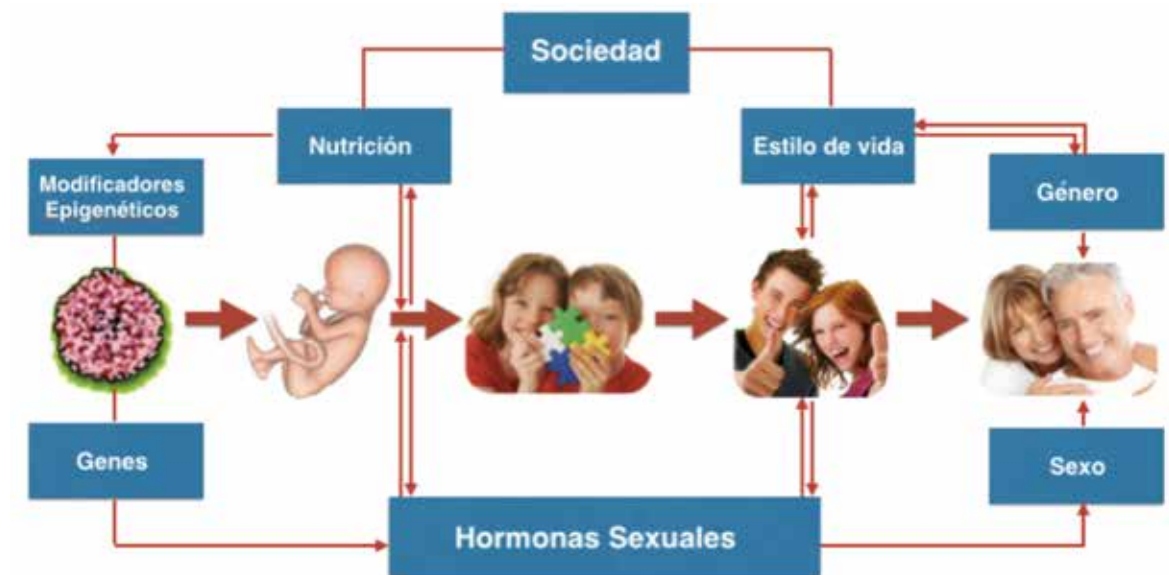 Sociedad
Nutrición
Estilo de vida
Modificadores
Epigenéticos
Género
Genes
Sexo
Hormonas Sexuales